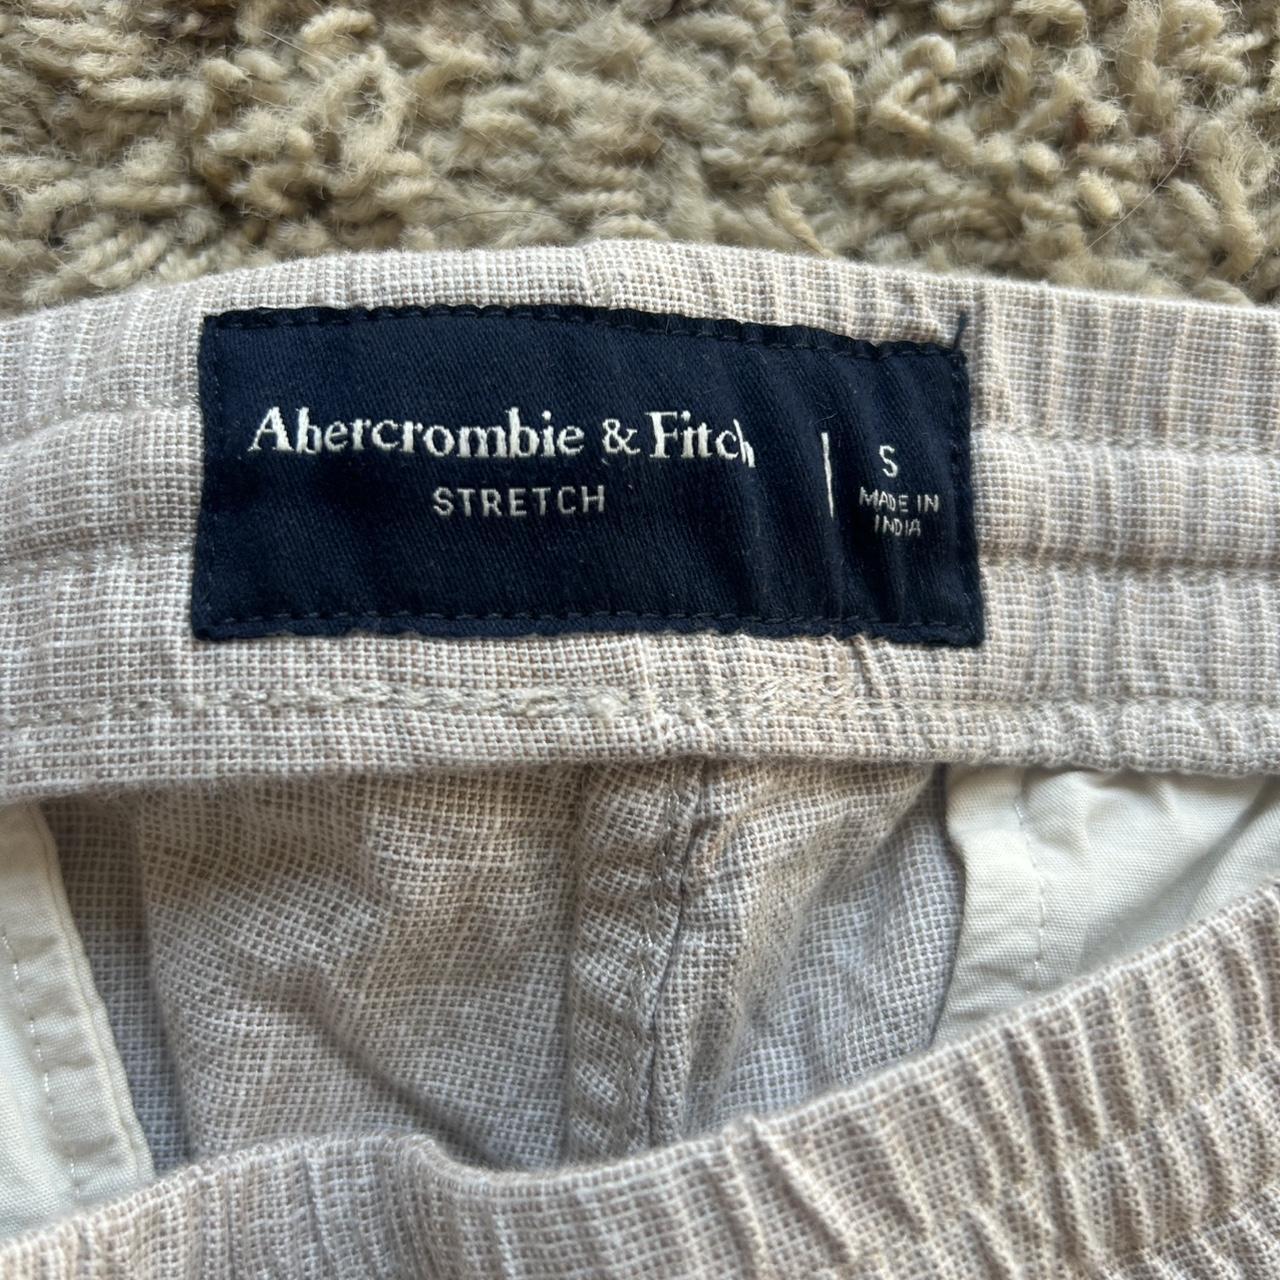 Abercrombie & Fitch
STRETCH
S
MADE IN
INDIA